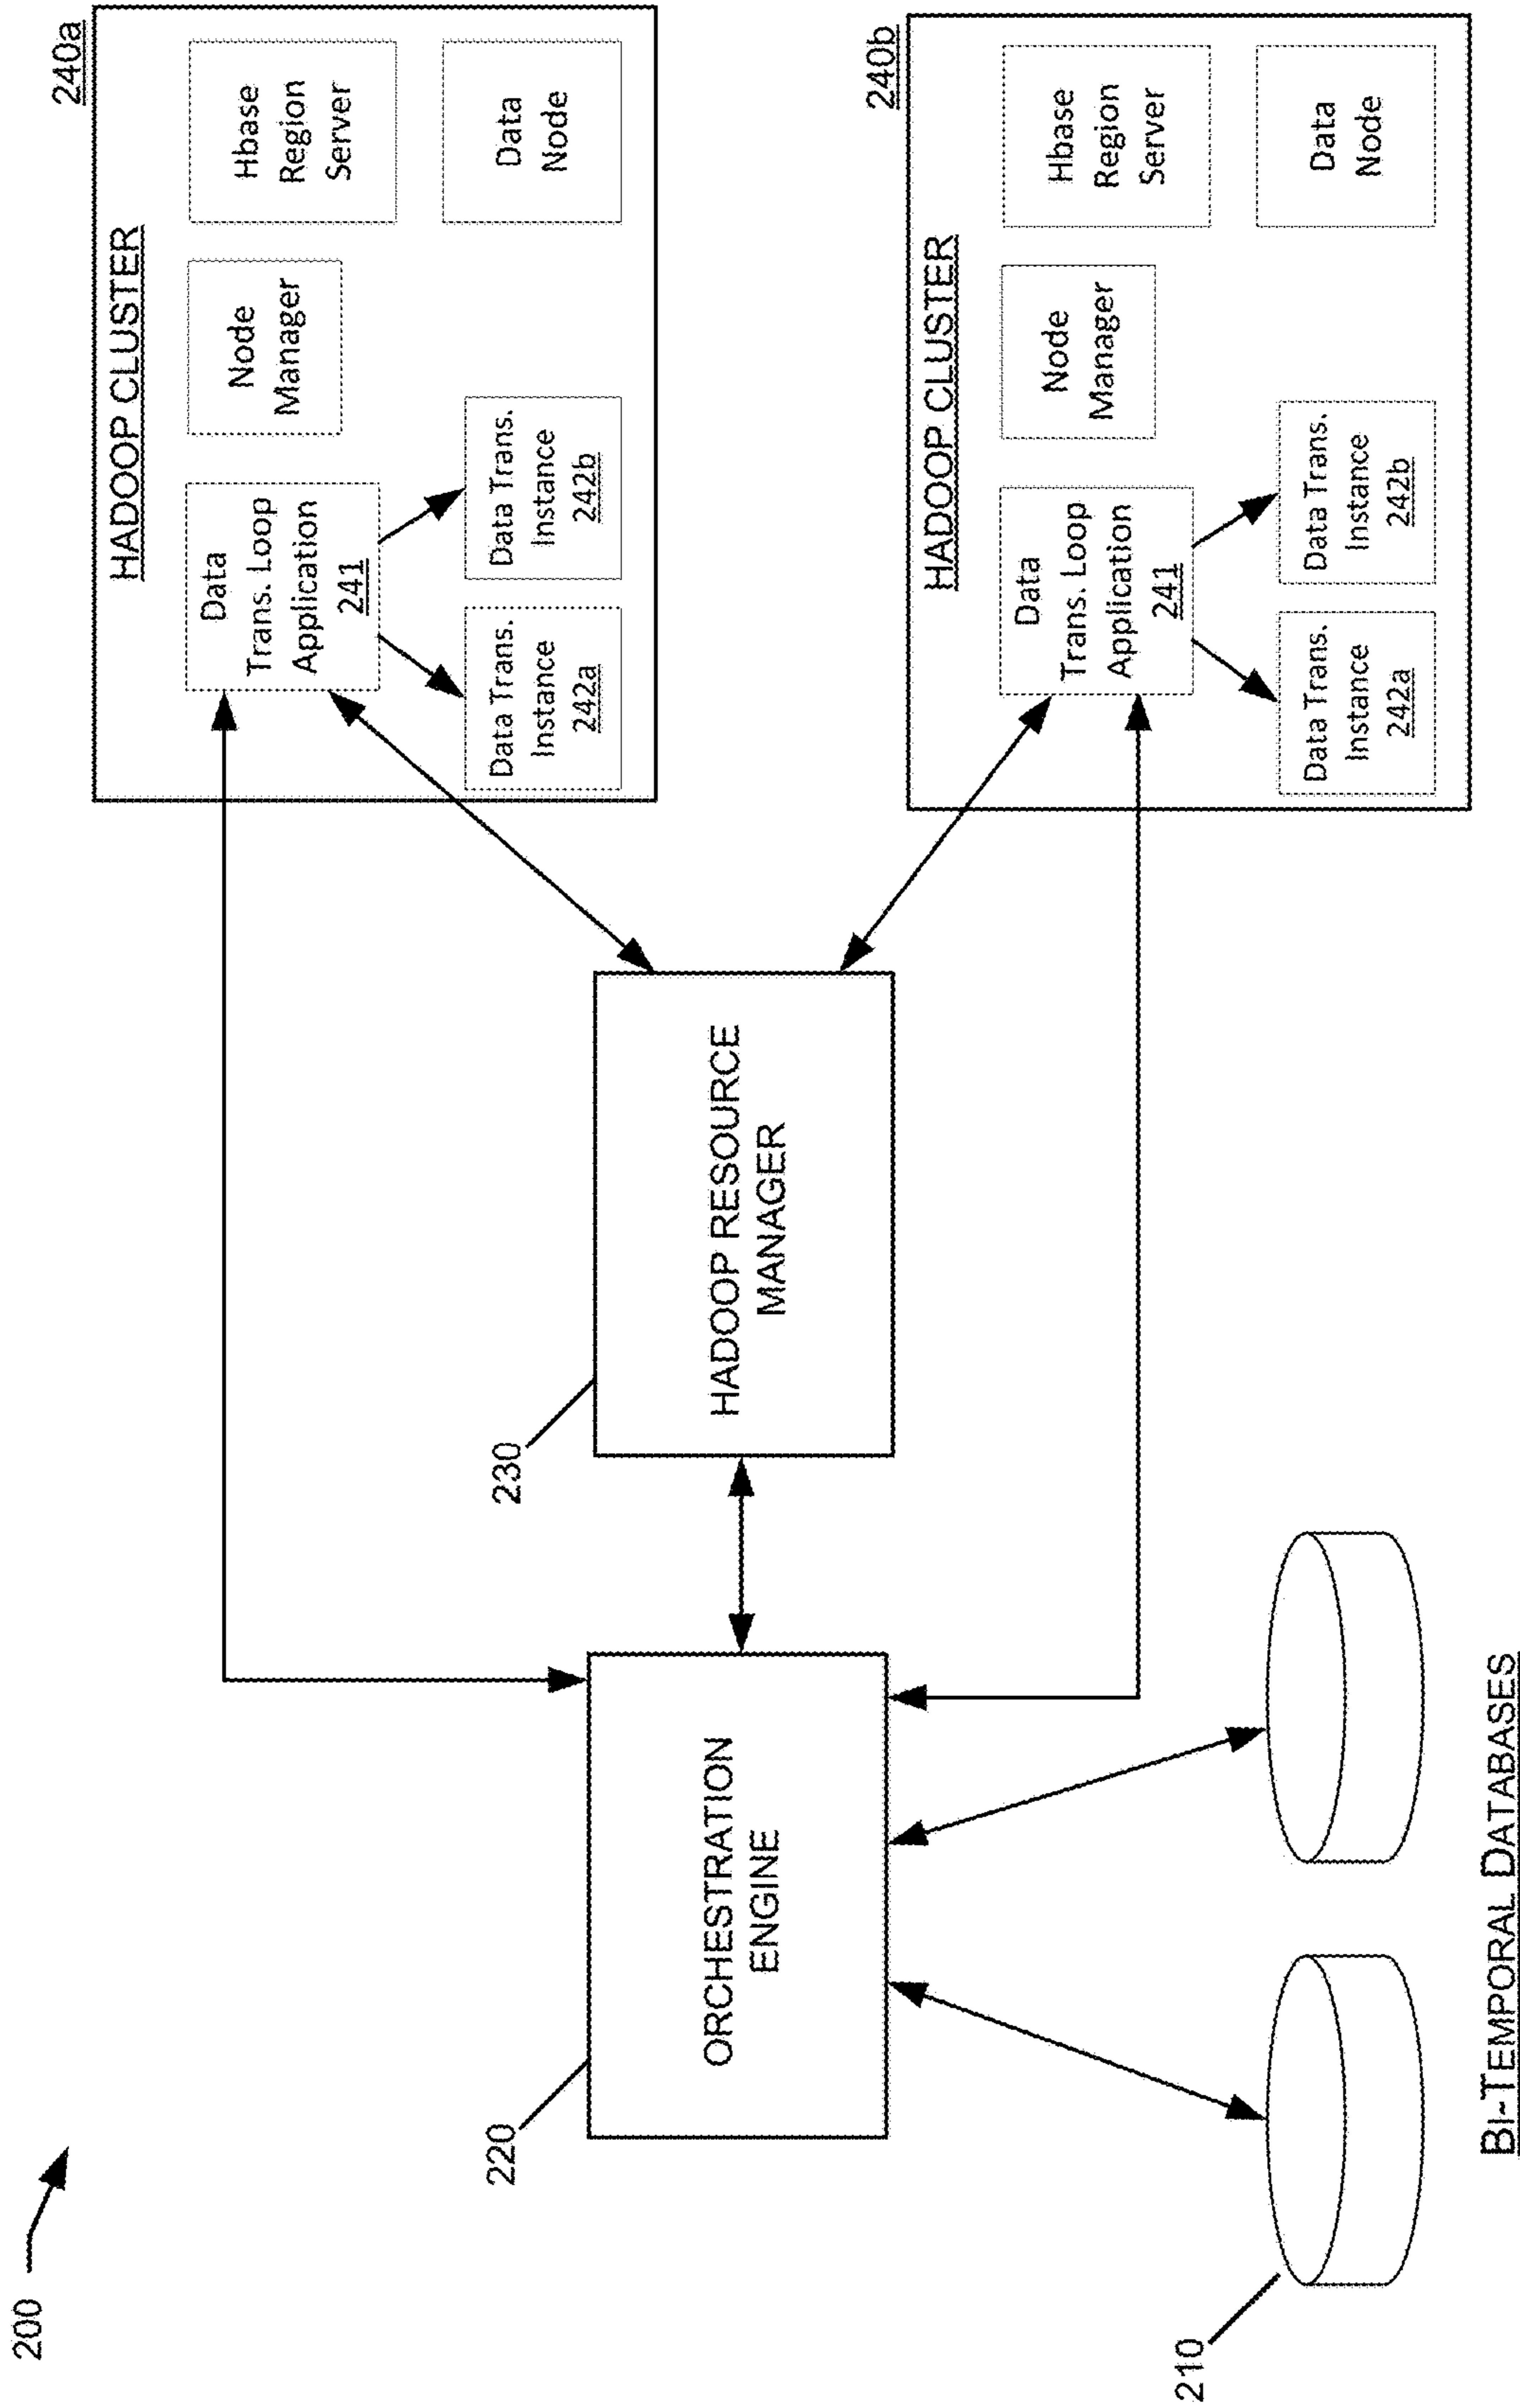 200
240a
HADOOP CLUSTER
Data
Trans. Loop
Application
241
Node
Manager
Hbase
Region
Server
Data Trans.
Instance
242a
Data Trans.
Instance
242b
Data
Node
230
HADOOP RESOURCE
MANAGER
220
ORCHESTRATION
ENGINE
240b
HADOOP CLUSTER
Data
Trans. Loop
Application
241
Node
Manager
Hbase
Region
Server
Data Trans.
Instance
242a
Data Trans.
Instance
242b
Data
Node
210
BI-TEMPORAL DATABASES